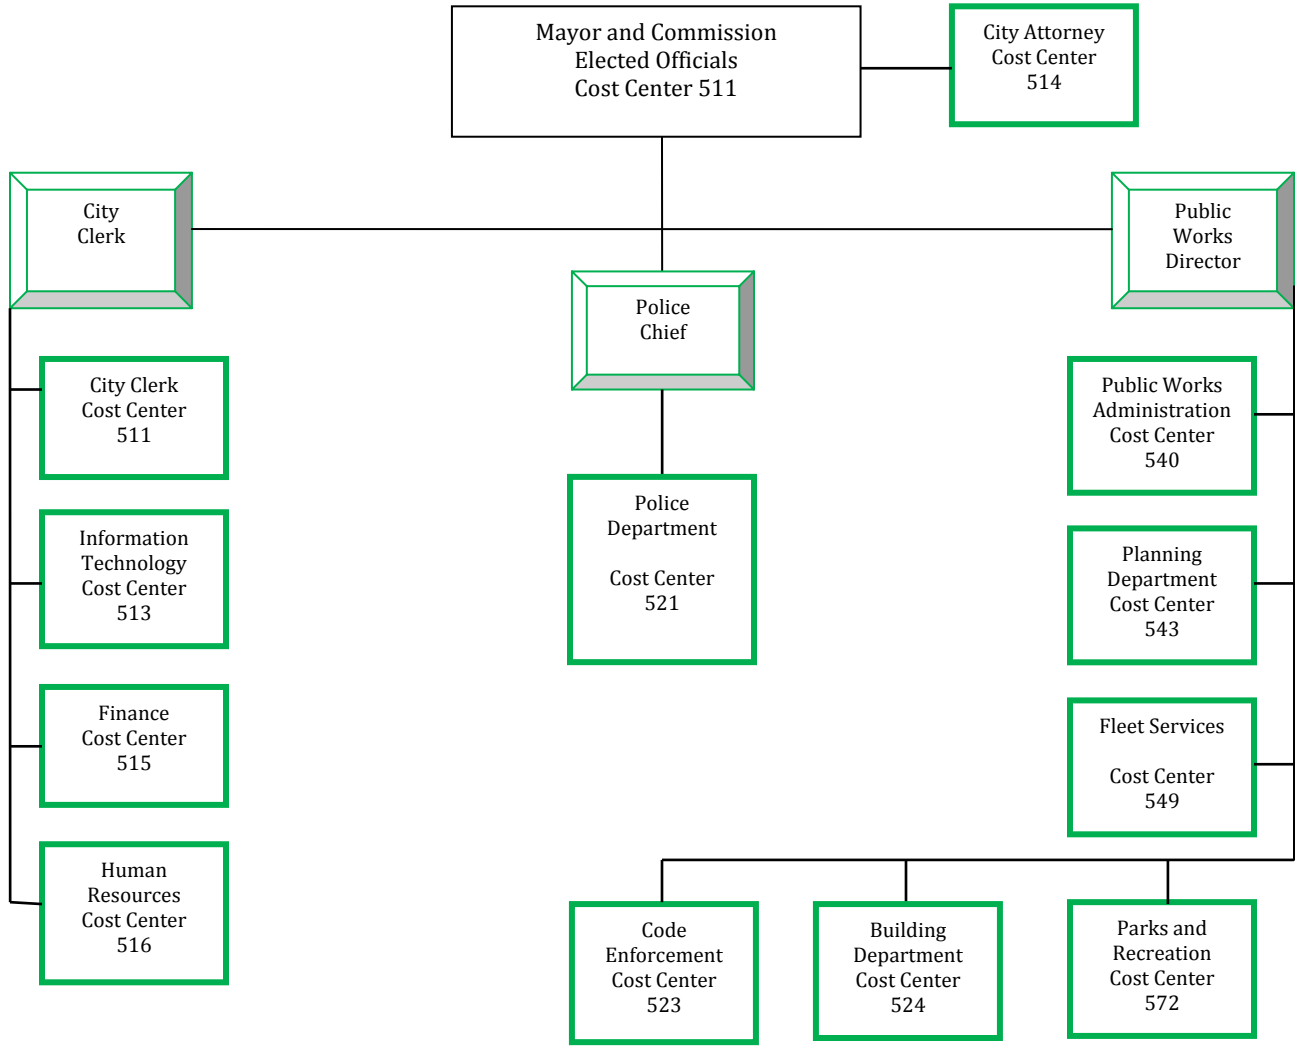 Mayor and Commission
Elected Officials
Cost Center 511
City Attorney
Cost Center
514
City
Clerk
Public
Works
Director
Police
Chief
City Clerk
Cost Center
511
Information
Technology
Cost Center
513
Finance
Cost Center
515
Human
Resources
Cost Center
516
Police
Department
Cost Center
521
Public Works
Administration
Cost Center
540
Planning
Department
Cost Center
543
Fleet Services
Cost Center
549
Code
Enforcement
Cost Center
523
Building
Department
Cost Center
524
Parks and
Recreation
Cost Center
572